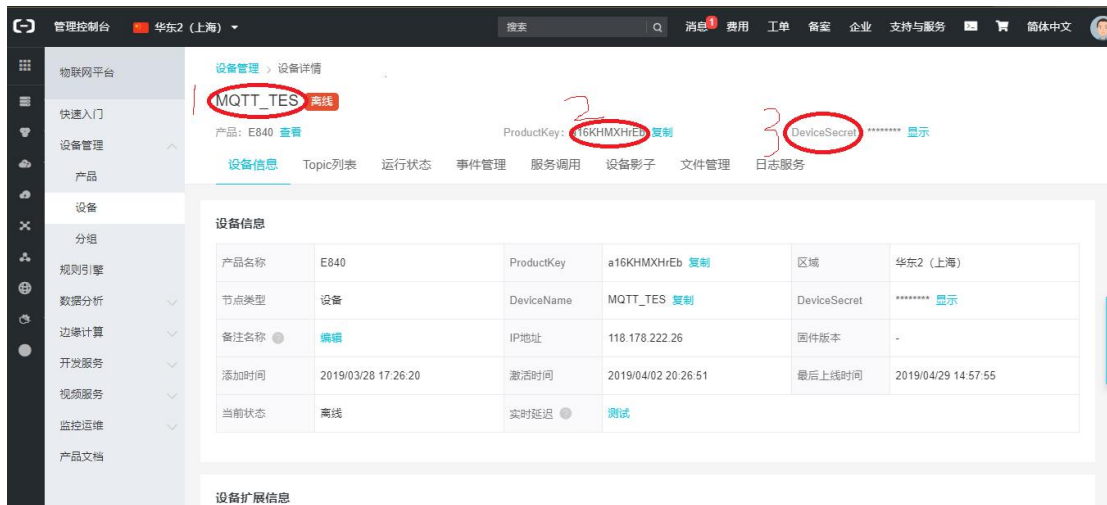 管理控制台 华东2（上海） 搜索 消息 1 费用 工单 备案 企业 支持与服务 简体中文
物联网平台
快速入门
设备管理
产品
设备
分组
规则引擎
数据分析
边缘计算
开发服务
视频服务
监控运维
产品文档
设备管理 > 设备详情
1 MQTT_TES 离线
2
3
产品: E840 查看 ProductKey: a16KHMXHrEb 复制 DeviceSecret: ******** 显示
设备信息 Topic列表 运行状态 事件管理 服务调用 设备影子 文件管理 日志服务
设备信息
产品名称 E840 ProductKey a16KHMXHrEb 复制 区域 华东2（上海）
节点类型 设备 DeviceName MQTT_TES 复制 DeviceSecret ******** 显示
备注名称 编辑 IP地址 118.178.222.26 固件版本 -
添加时间 2019/03/28 17:26:20 激活时间 2019/04/02 20:26:51 最后上线时间 2019/04/29 14:57:55
当前状态 离线 实时延迟 测试
设备扩展信息